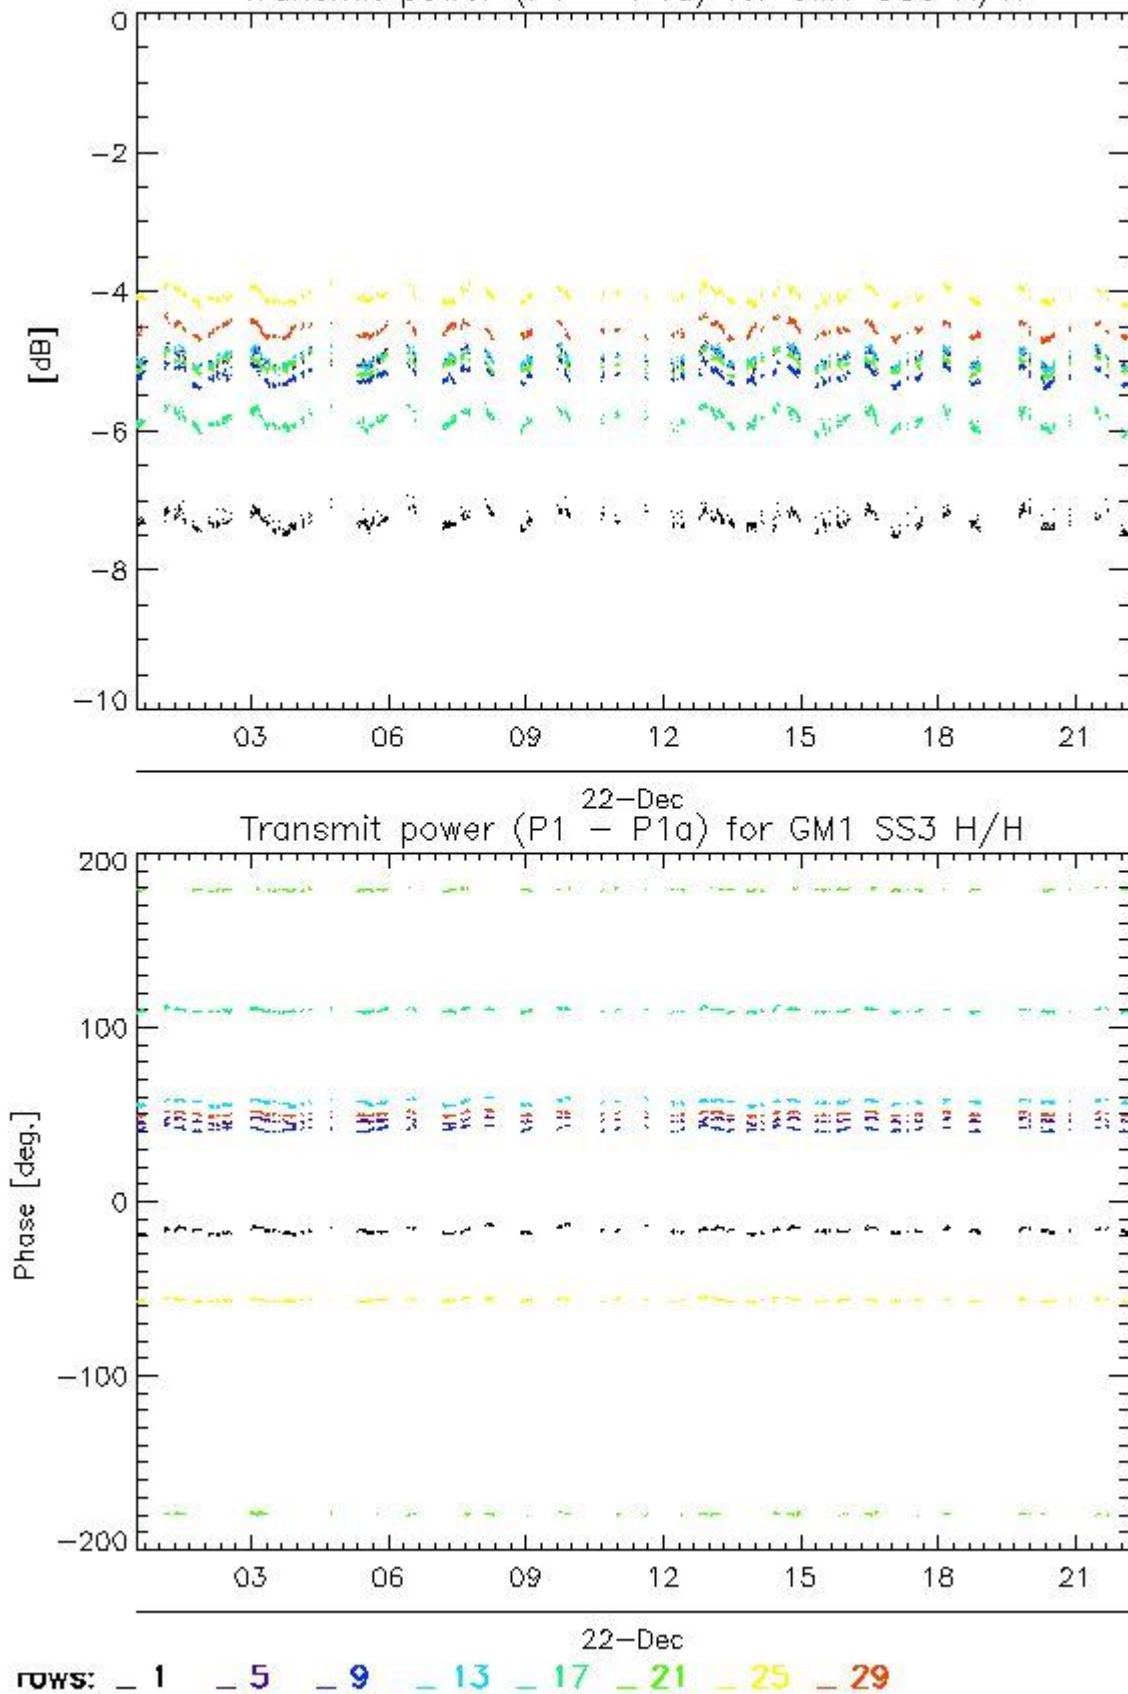 0
-2
-4
[dB]
-6
-8
-10
03 06 09 12 15 18 21
22-Dec
Transmit power (P1 - P1a) for GM1 SS3 H/H
200
100
Phase [deg.]
0
-100
-200
03 06 09 12 15 18 21
22-Dec
rows: _ 1 _ 5 _ 9 _ 13 _ 17 _ 21 _ 25 _ 29